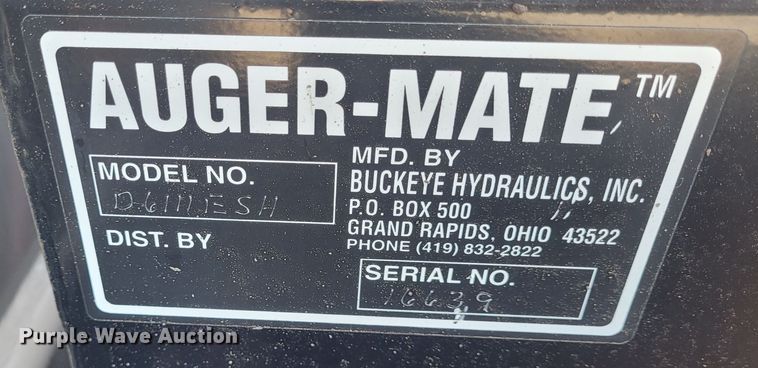 AUGER-MATE™
MODEL NO.
DIST. BY
MFD. BY
BUCKEYE HYDRAULICS, INC.
P.O. BOX 500
GRAND RAPIDS, OHIO 43522
PHONE (419) 832-2822
SERIAL NO.
16639
Purple Wave Auction